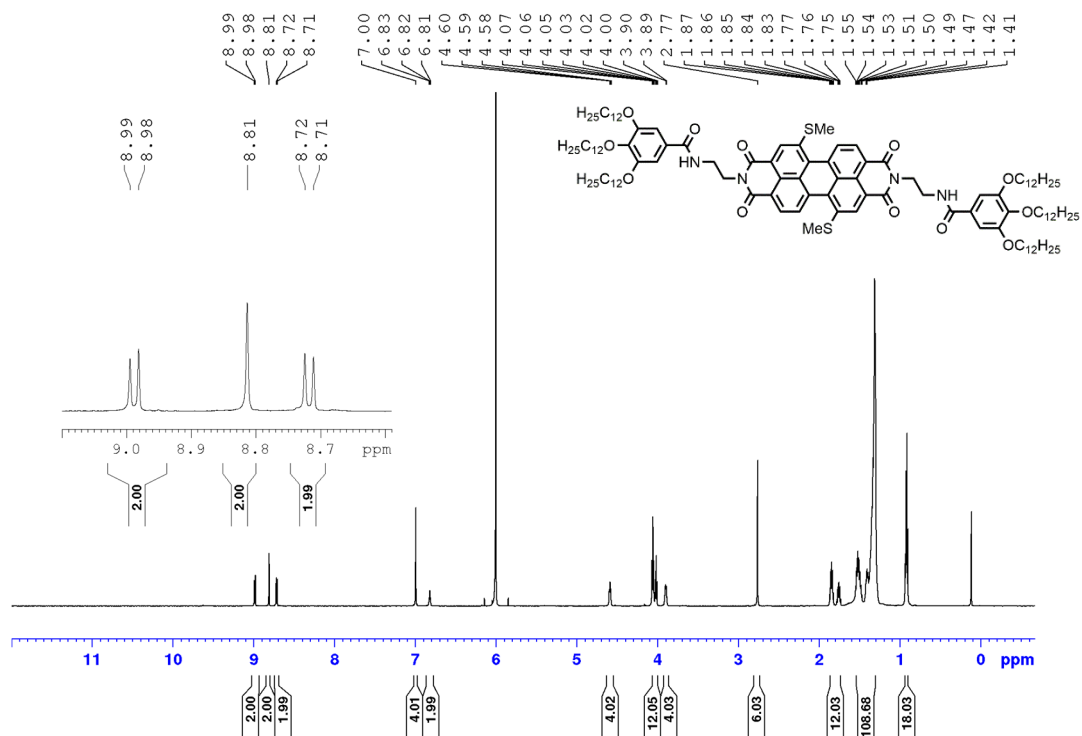 8.99
8.98
8.81
8.72
8.71
7.00
6.83
6.82
6.81
4.60
4.59
4.58
4.07
4.06
4.05
4.03
4.02
4.00
3.90
3.89
2.77
1.87
1.86
1.85
1.84
1.83
1.77
1.76
1.75
1.55
1.54
1.53
1.51
1.50
1.49
1.47
1.42
1.41
8.99
8.98
8.81
8.72
8.71
H25C12O
H25C12O
H25C12O
O
NH
O
N
O
SMe
MeS
O
N
O
NH
O
OC12H25
OC12H25
OC12H25
9.0 8.9 8.8 8.7 ppm
2.00 2.00 1.99
11 10 9 8 7 6 5 4 3 2 1 0 ppm
2.00 2.00 1.99 4.01 1.99 4.02 12.05 4.03 6.03 12.03 108.68 18.03